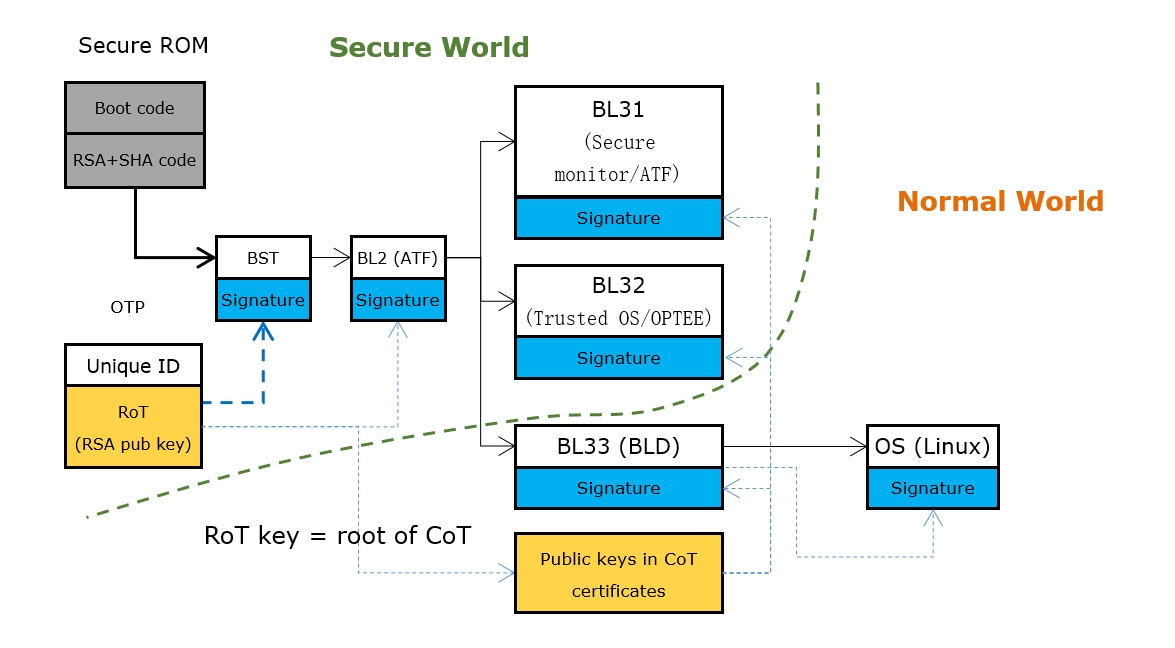 Secure ROM
Secure World
Boot code
RSA+SHA code
BL31
(Secure
monitor/ATF)
Signature
Normal World
BST
Signature
BL2 (ATF)
Signature
BL32
(Trusted OS/OPTEE)
Signature
OTP
Unique ID
RoT
(RSA pub key)
BL33 (BLD)
Signature
OS (Linux)
Signature
RoT key = root of CoT
Public keys in CoT
certificates